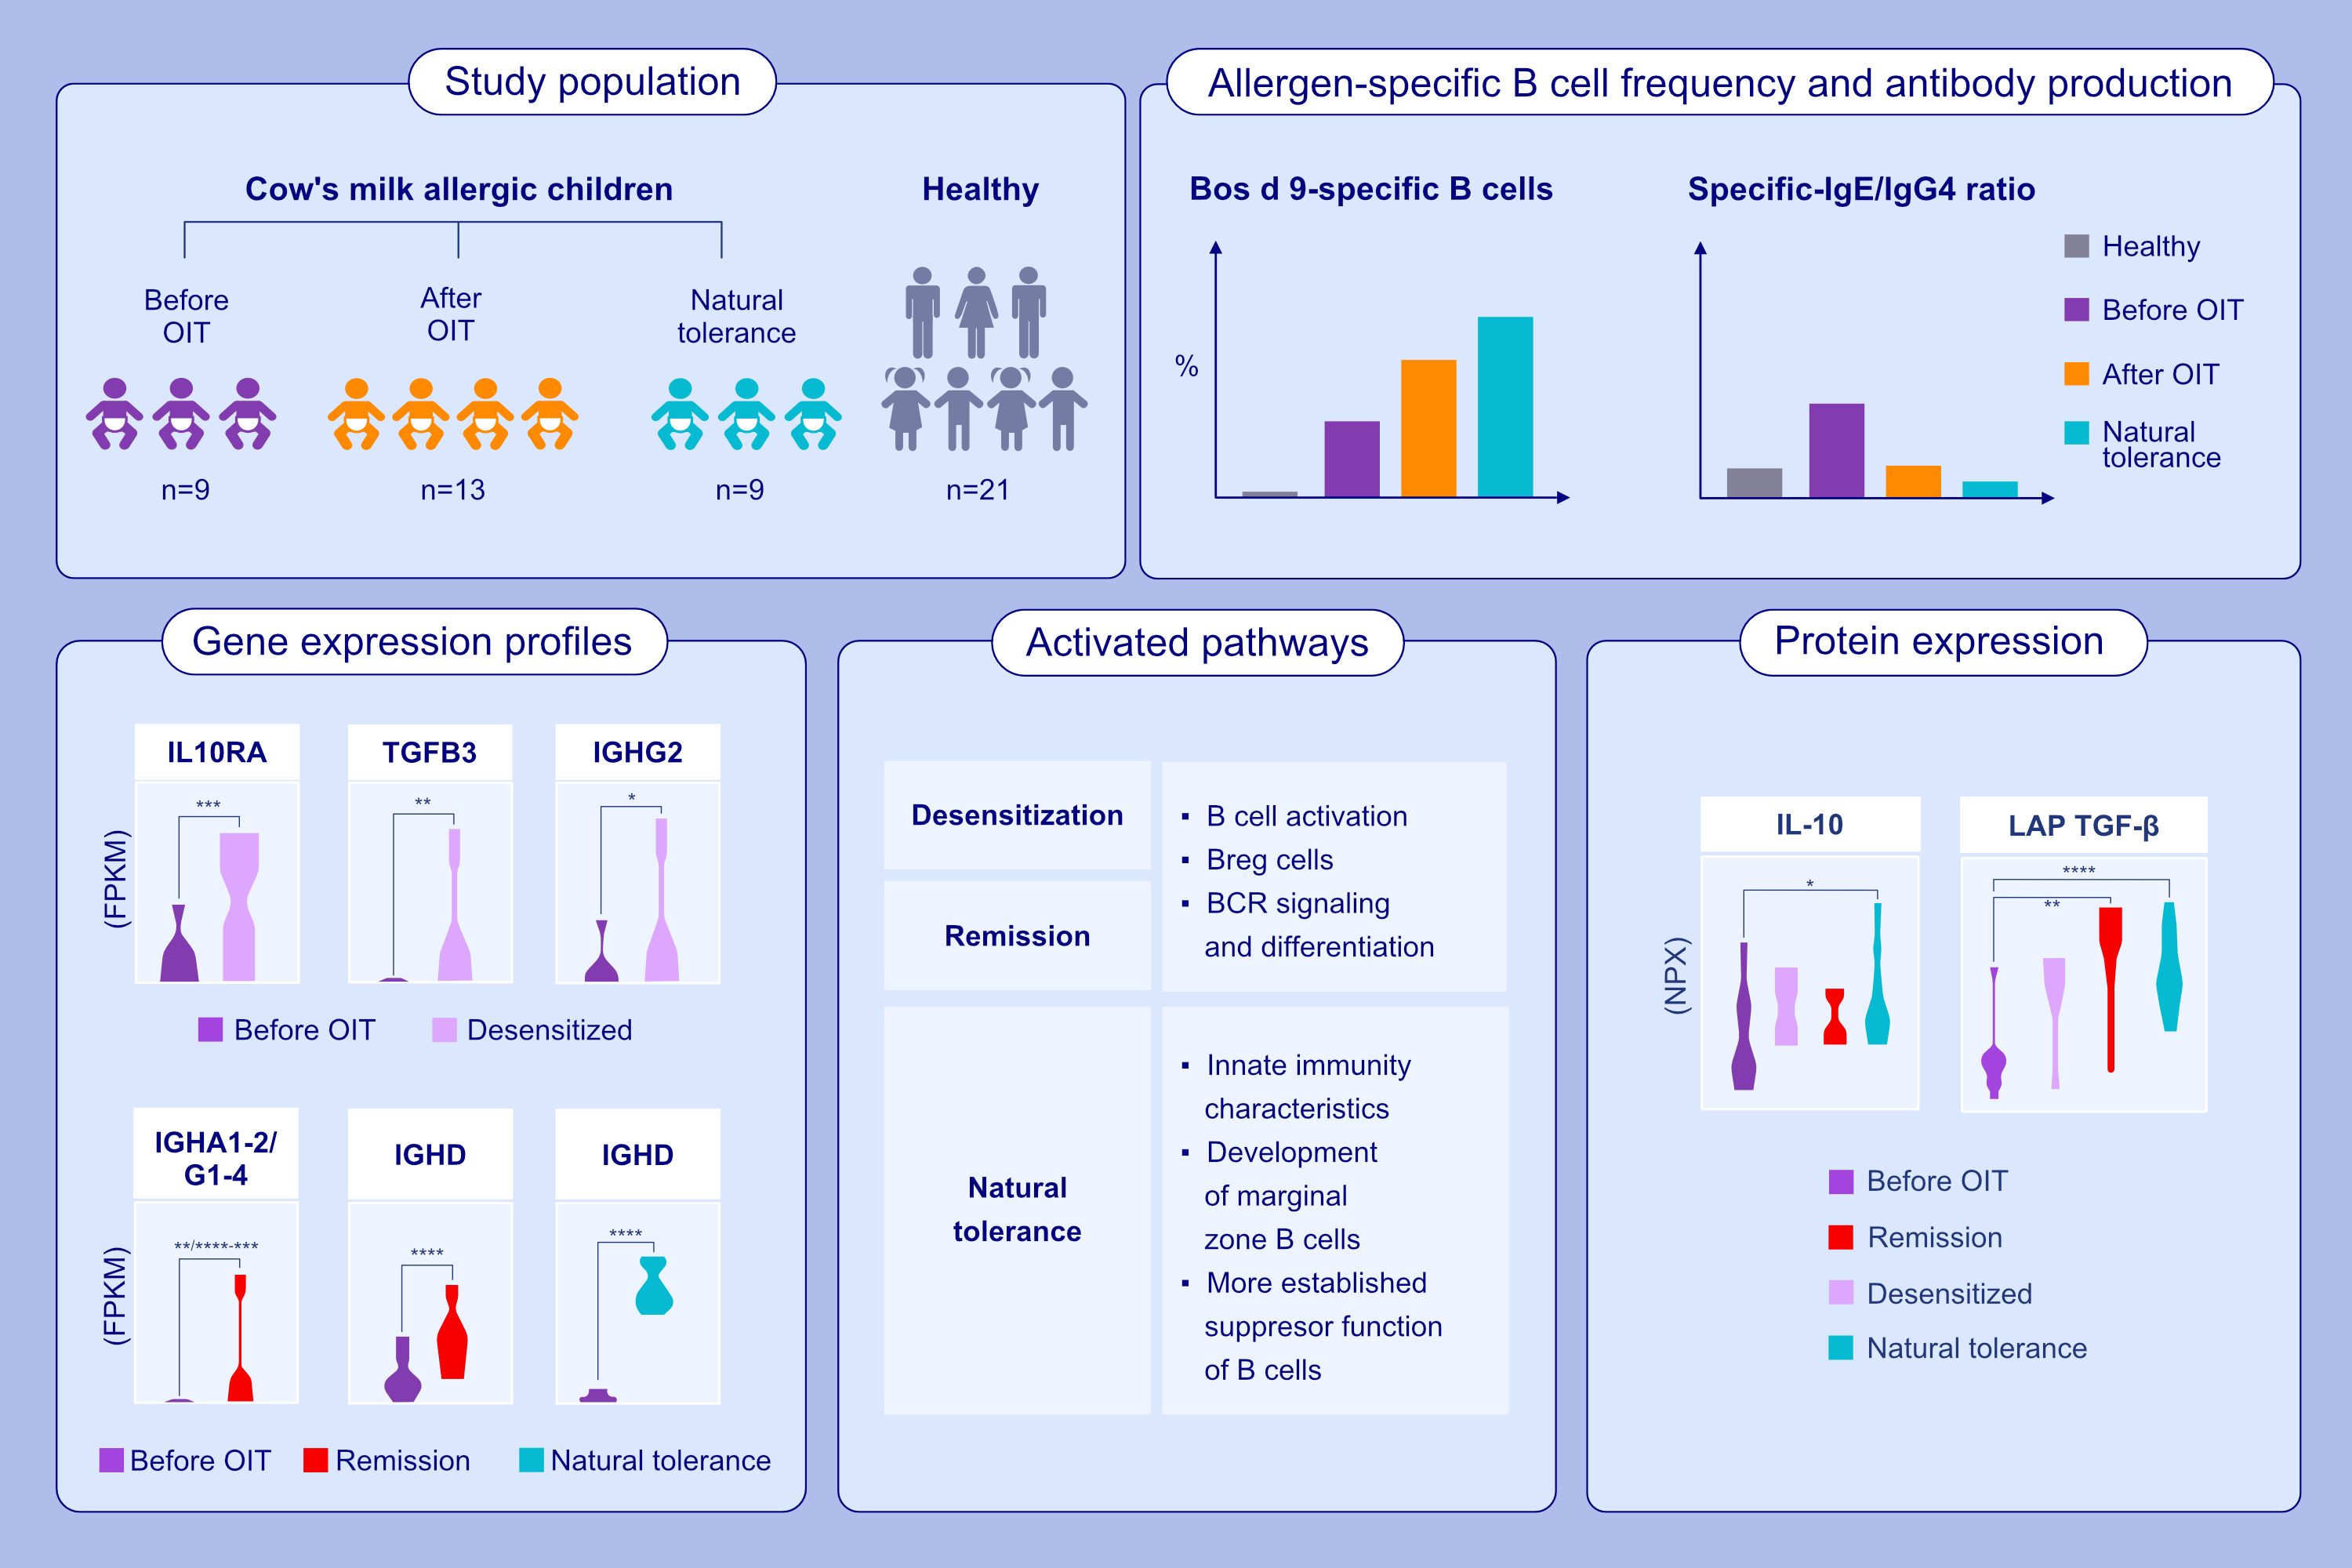 Study population
Cow's milk allergic children
Healthy
Before
OIT
After
OIT
Natural
tolerance
n=9
n=13
n=9
n=21
Allergen-specific B cell frequency and antibody production
Bos d 9-specific B cells
%
Specific-IgE/IgG4 ratio
Healthy
Before OIT
After OIT
Natural
tolerance
Gene expression profiles
IL10RA
TGFB3
IGHG2
(FPKM)
***
**
*
Before OIT
Desensitized
IGHA1-2/
G1-4
IGHD
IGHD
(FPKM)
**/****-***
****
****
Before OIT
Remission
Natural tolerance
Activated pathways
Desensitization
Remission
▪ B cell activation
▪ Breg cells
▪ BCR signaling
and differentiation
Natural
tolerance
▪ Innate immunity
characteristics
▪ Development
of marginal
zone B cells
▪ More established
suppresor function
of B cells
Protein expression
IL-10
LAP TGF-β
(NPX)
*
****
**
Before OIT
Remission
Desensitized
Natural tolerance